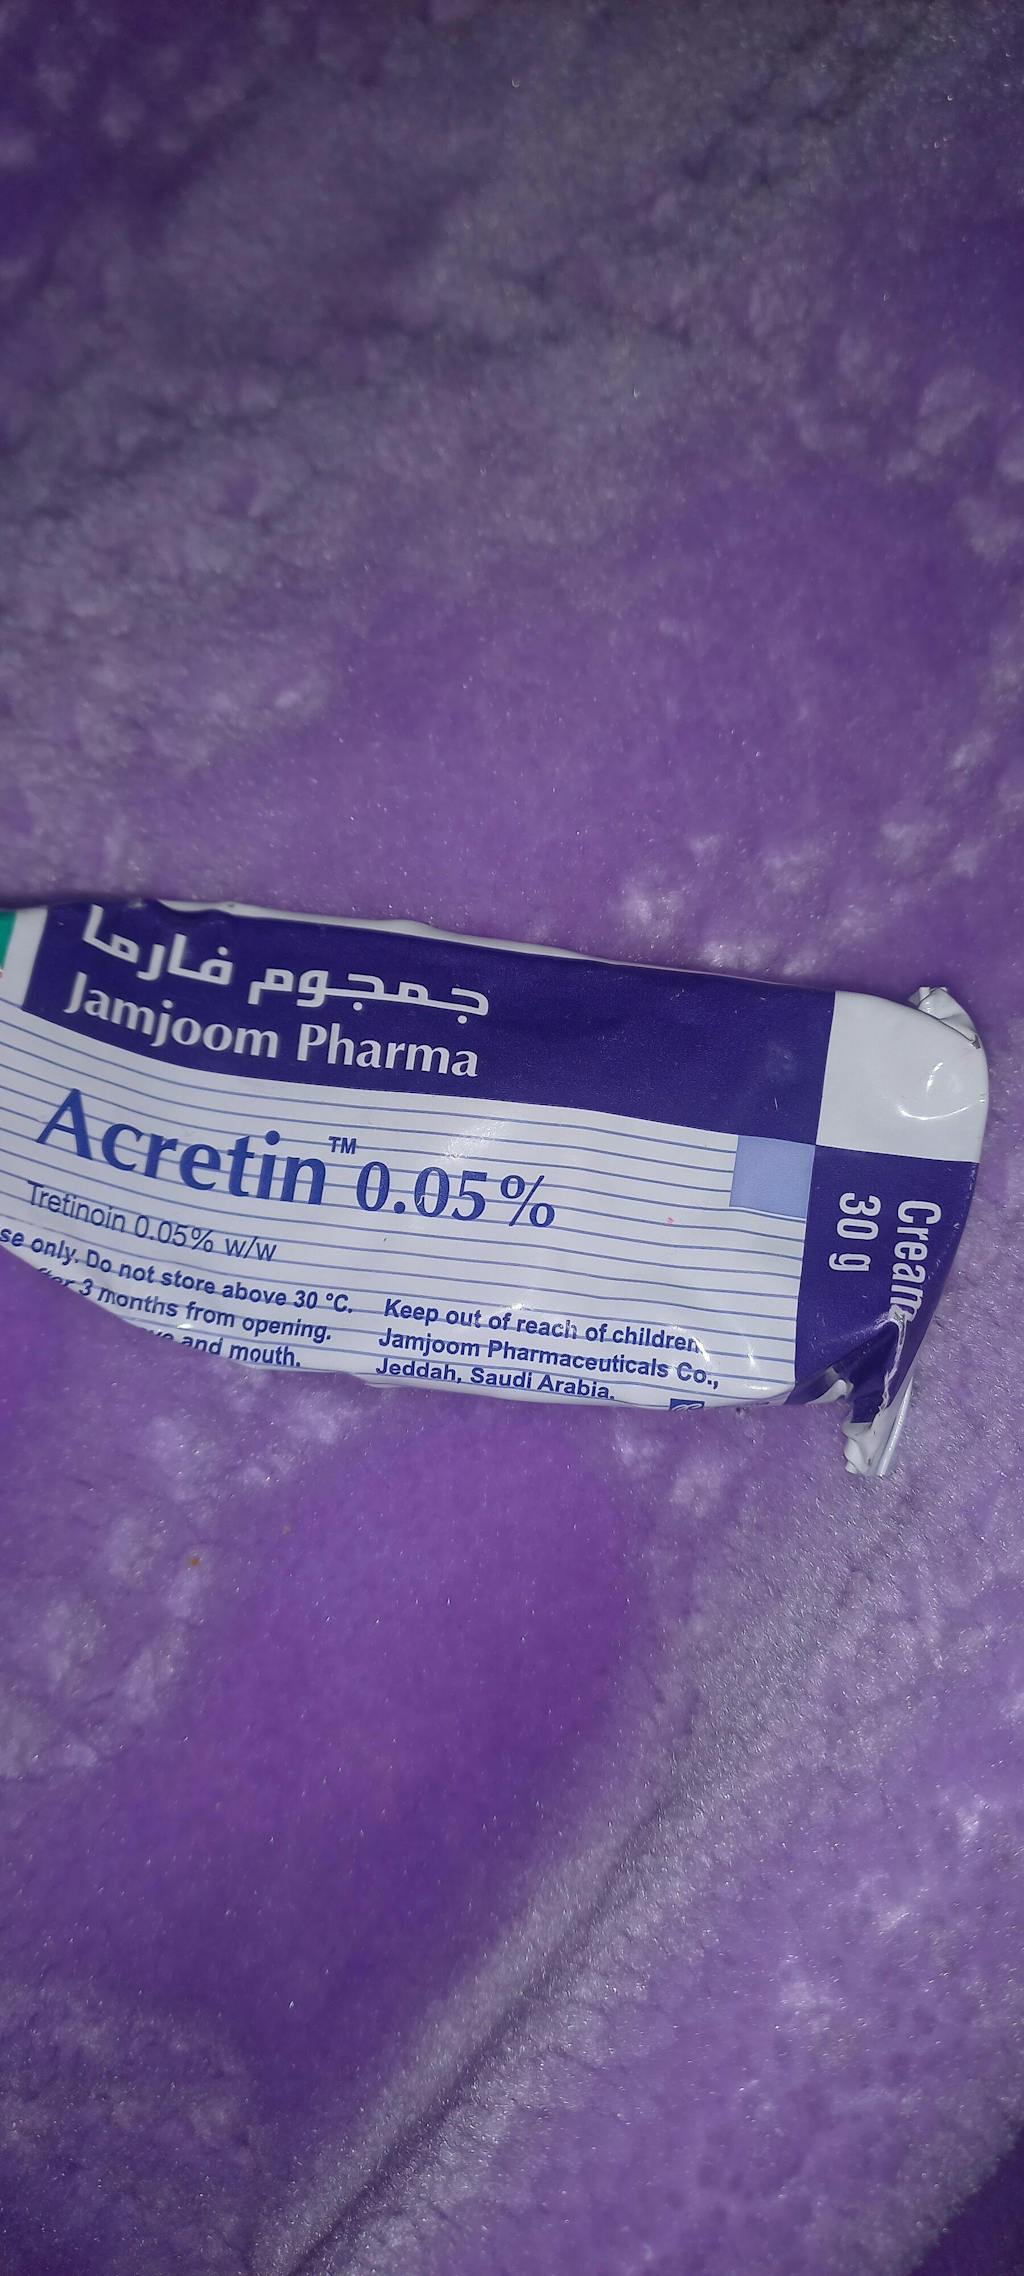 جمجوم فارما
Jamjoom Pharma
Acretin™ 0.05%
Tretinoin 0.05% w/w
only. Do not store above 30 °C.
3 months from opening.
and mouth.
Keep out of reach of children
Jamjoom Pharmaceuticals Co.,
Jeddah, Saudi Arabia.
Cream
30 g